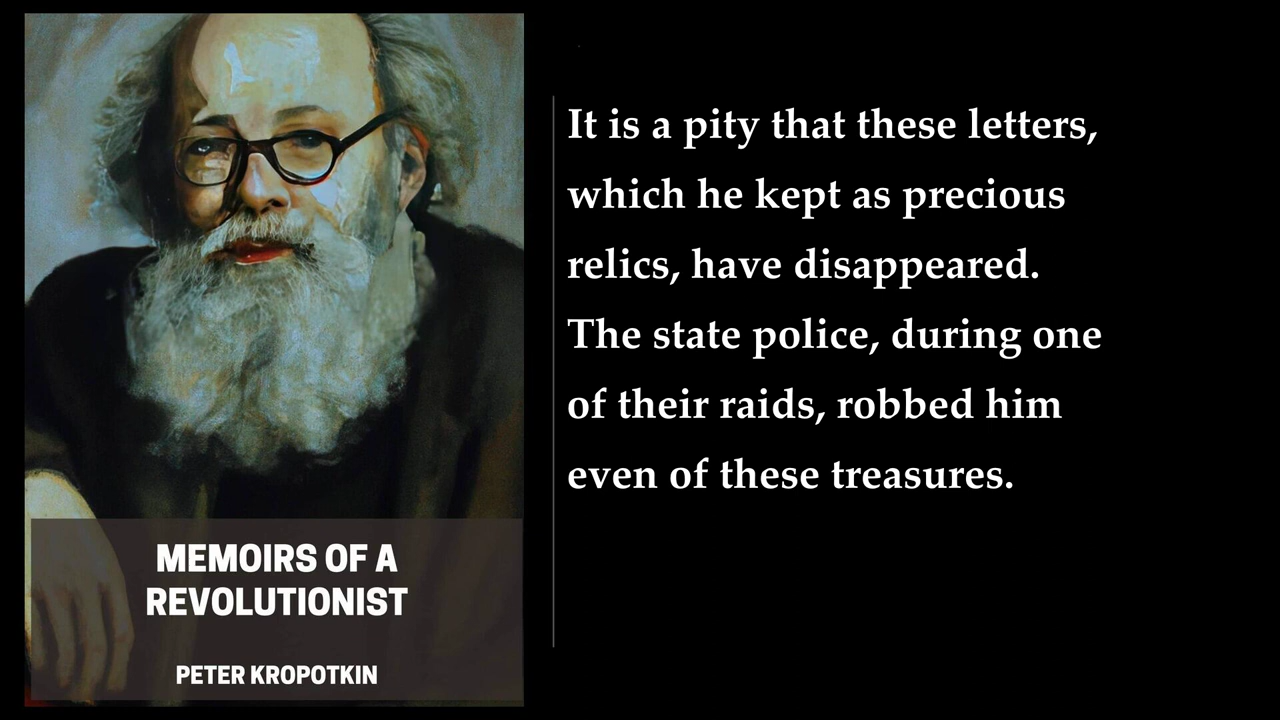 It is a pity that these letters,
which he kept as precious
relics, have disappeared.
The state police, during one
of their raids, robbed him
even of these treasures.
MEMOIRS OF A
REVOLUTIONIST
PETER KROPOTKIN